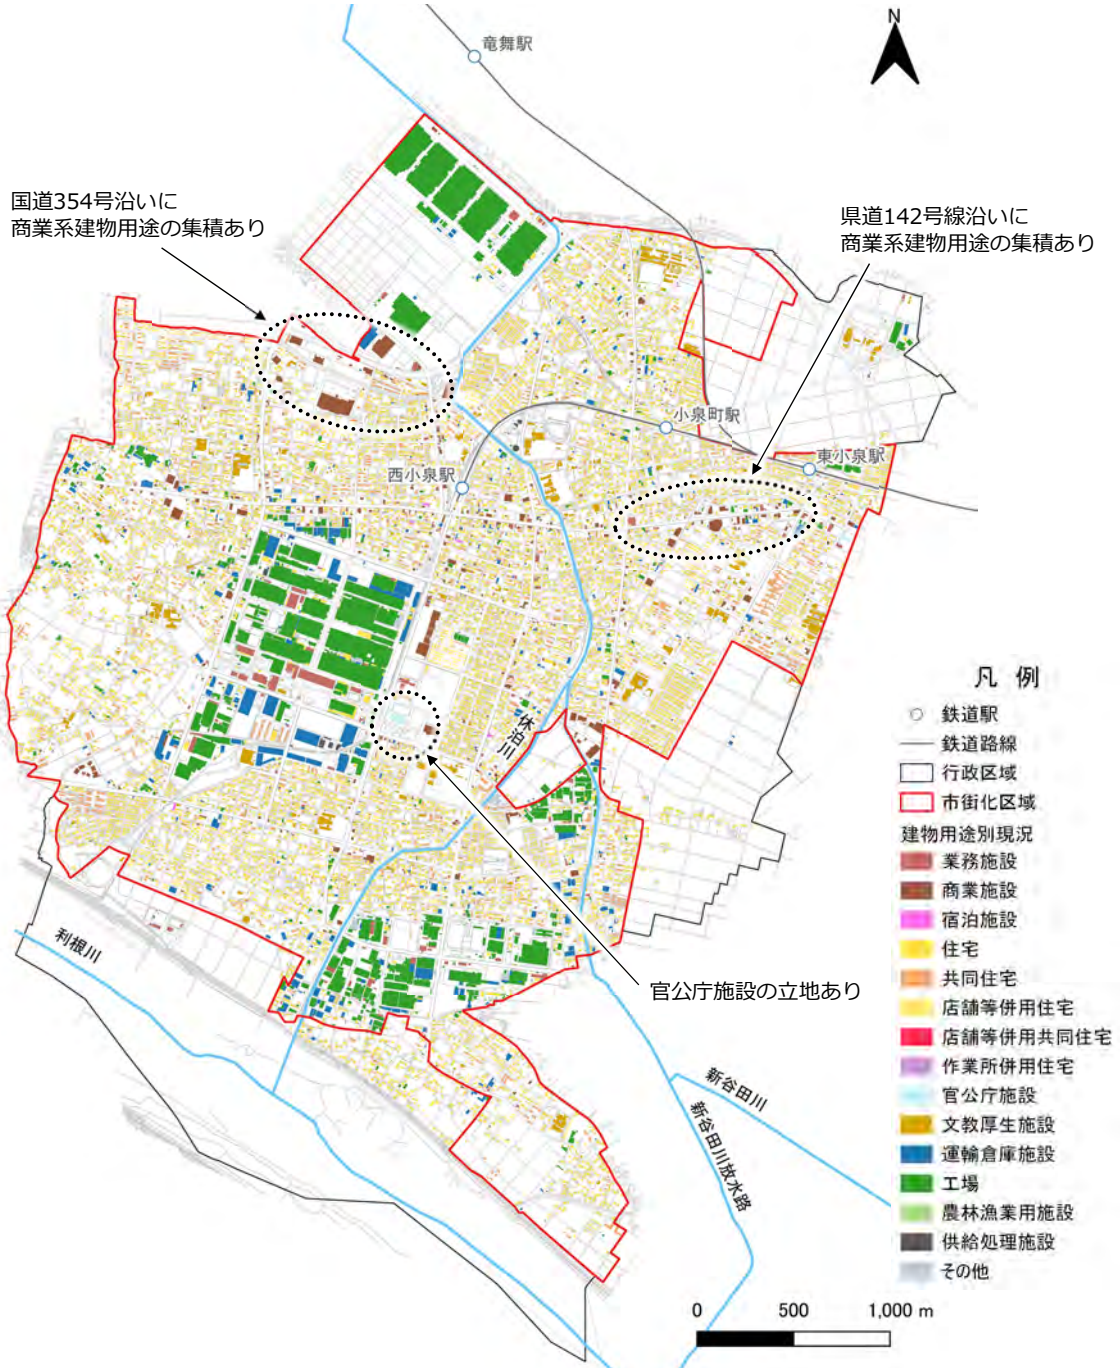 N
竜舞駅
国道354号沿いに
商業系建物用途の集積あり
県道142号線沿いに
商業系建物用途の集積あり
小泉町駅
東小泉駅
西小泉駅
休泊川
利根川
官公庁施設の立地あり
新谷田川
新谷田川放水路
凡 例
鉄道駅
鉄道路線
行政区域
市街化区域
建物用途別現況
業務施設
商業施設
宿泊施設
住宅
共同住宅
店舗等併用住宅
店舗等併用共同住宅
作業所併用住宅
官公庁施設
文教厚生施設
運輸倉庫施設
工場
農林漁業用施設
供給処理施設
その他
0 500 1,000 m